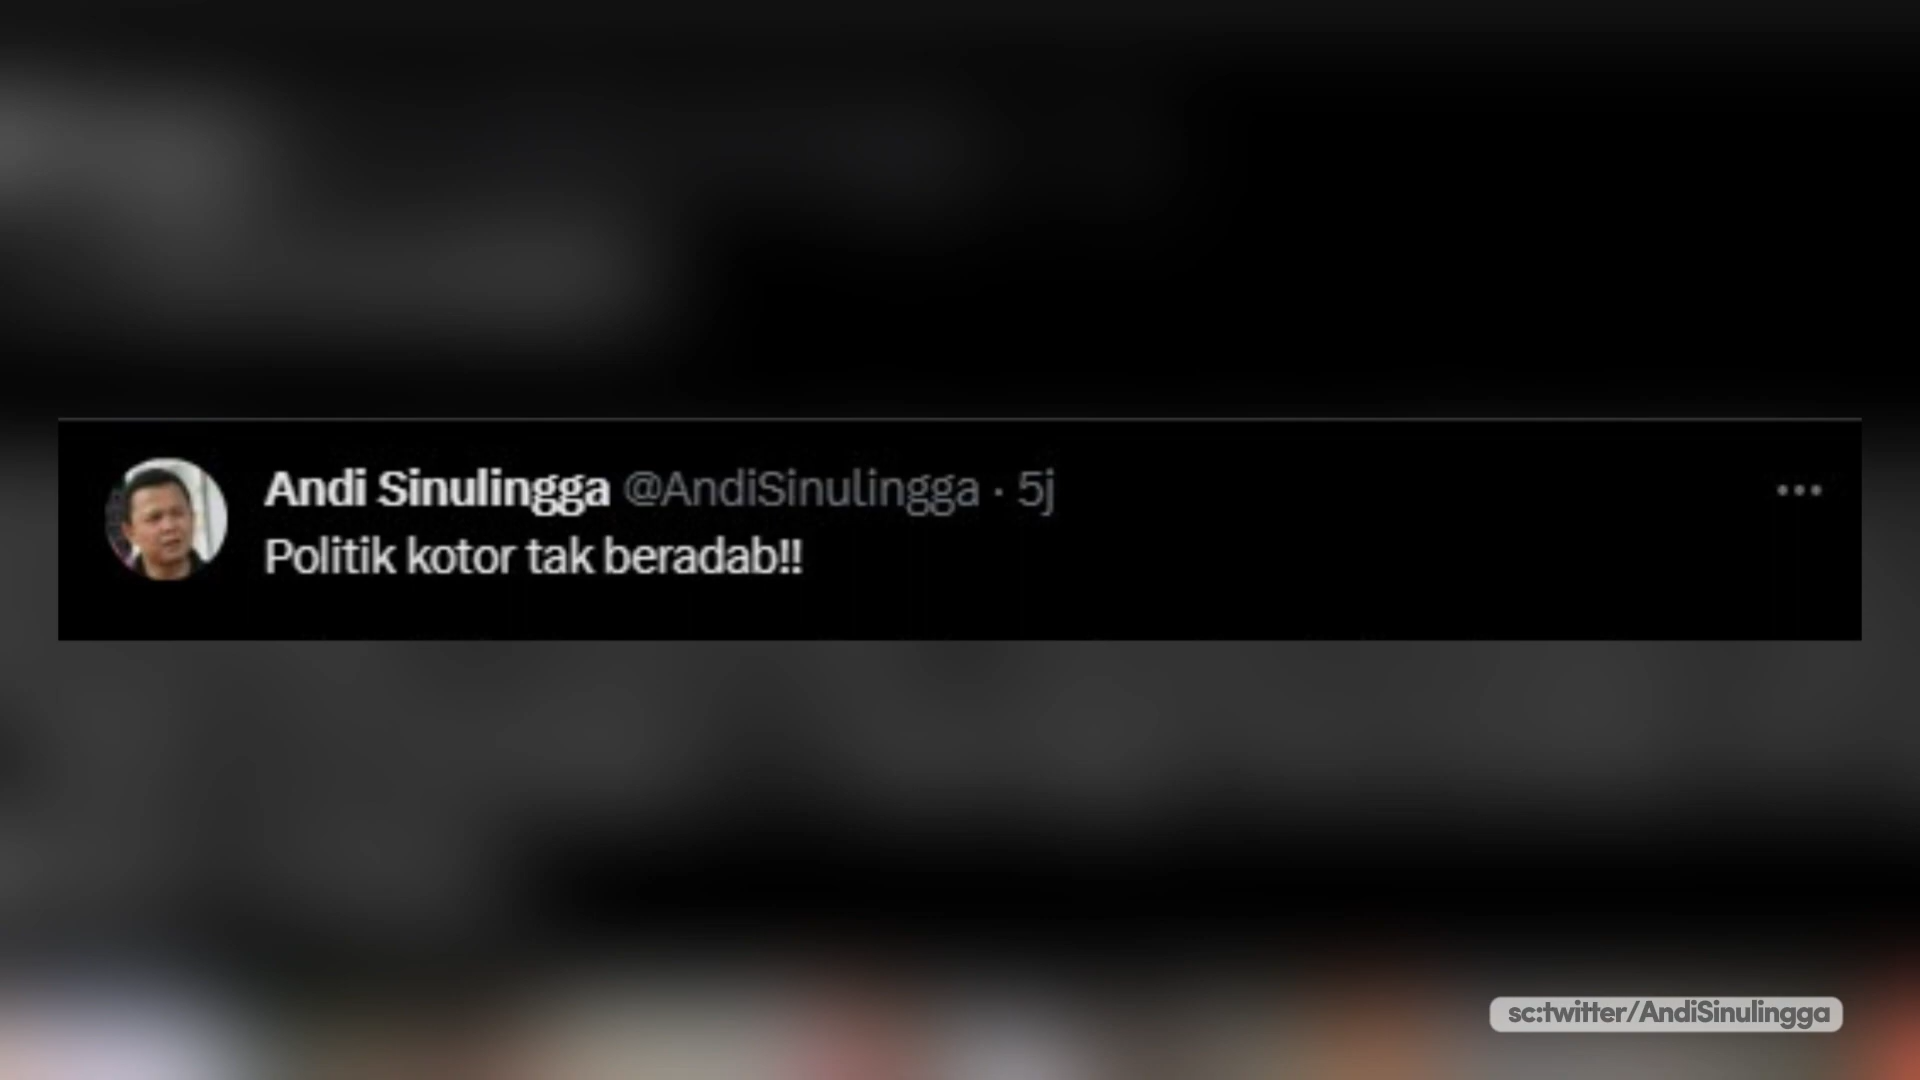 Andi Sinulingga @AndiSinulingga · 5j
Politik kotor tak beradab!!
sc:twitter/AndiSinulingga